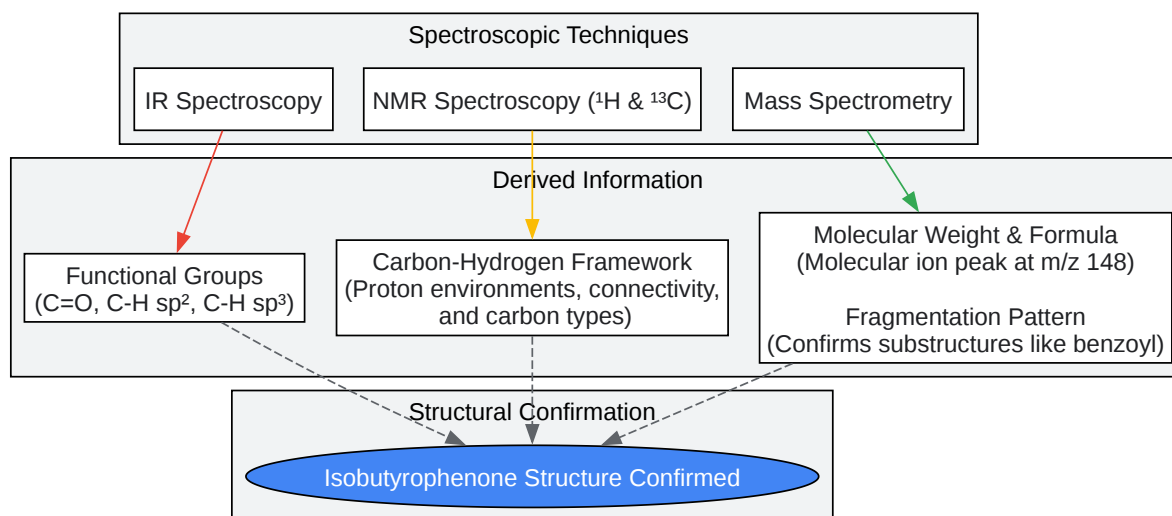 Spectroscopic Techniques
IR Spectroscopy
NMR Spectroscopy (¹H & ¹³C)
Mass Spectrometry
Derived Information
Functional Groups
(C=O, C-H sp², C-H sp³)
Carbon-Hydrogen Framework
(Proton environments, connectivity,
and carbon types)
Molecular Weight & Formula
(Molecular ion peak at m/z 148)
Fragmentation Pattern
(Confirms substructures like benzoyl)
Structural Confirmation
Isobutyrophenone Structure Confirmed